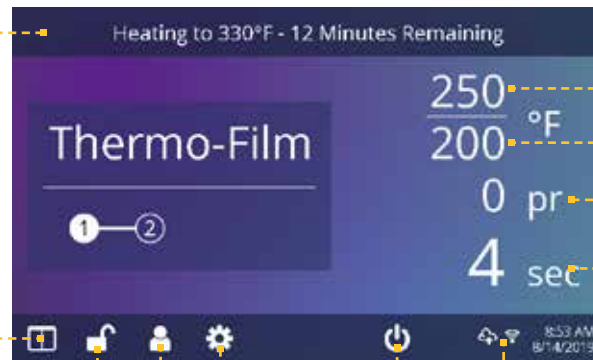 Heating to 330°F - 12 Minutes Remaining
250
200 °F
Thermo-Film
0 pr
1 2
4 sec
8:53 AM
8/14/2019